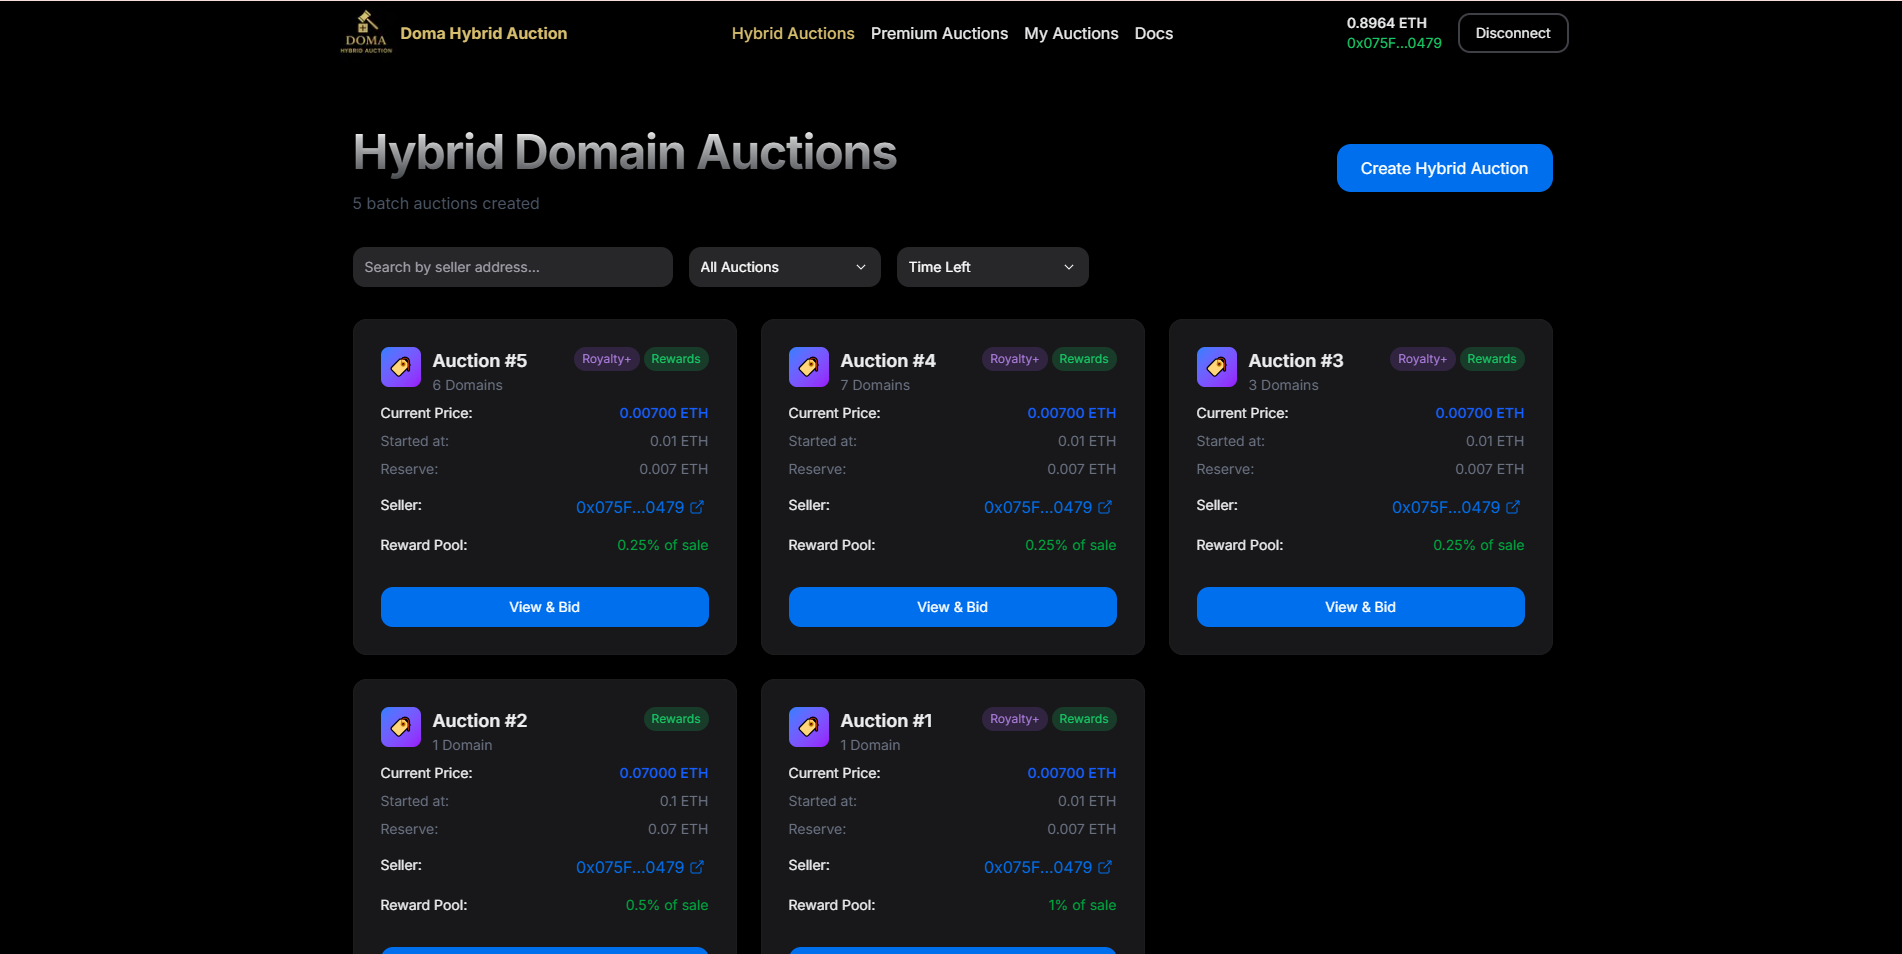 DOMA
HYBRID AUCTION
Doma Hybrid Auction
Hybrid Auctions
Premium Auctions
My Auctions
Docs
0.8964 ETH
0x075F...0479
Disconnect
Hybrid Domain Auctions
5 batch auctions created
Create Hybrid Auction
Search by seller address...
All Auctions
Time Left
Auction #5
Royalty+
Rewards
6 Domains
Current Price: 0.00700 ETH
Started at: 0.01 ETH
Reserve: 0.007 ETH
Seller: 0x075F...0479
Reward Pool: 0.25% of sale
View & Bid
Auction #4
Royalty+
Rewards
7 Domains
Current Price: 0.00700 ETH
Started at: 0.01 ETH
Reserve: 0.007 ETH
Seller: 0x075F...0479
Reward Pool: 0.25% of sale
View & Bid
Auction #3
Royalty+
Rewards
3 Domains
Current Price: 0.00700 ETH
Started at: 0.01 ETH
Reserve: 0.007 ETH
Seller: 0x075F...0479
Reward Pool: 0.25% of sale
View & Bid
Auction #2
Rewards
1 Domain
Current Price: 0.07000 ETH
Started at: 0.1 ETH
Reserve: 0.07 ETH
Seller: 0x075F...0479
Reward Pool: 0.5% of sale
Auction #1
Royalty+
Rewards
1 Domain
Current Price: 0.00700 ETH
Started at: 0.01 ETH
Reserve: 0.007 ETH
Seller: 0x075F...0479
Reward Pool: 1% of sale